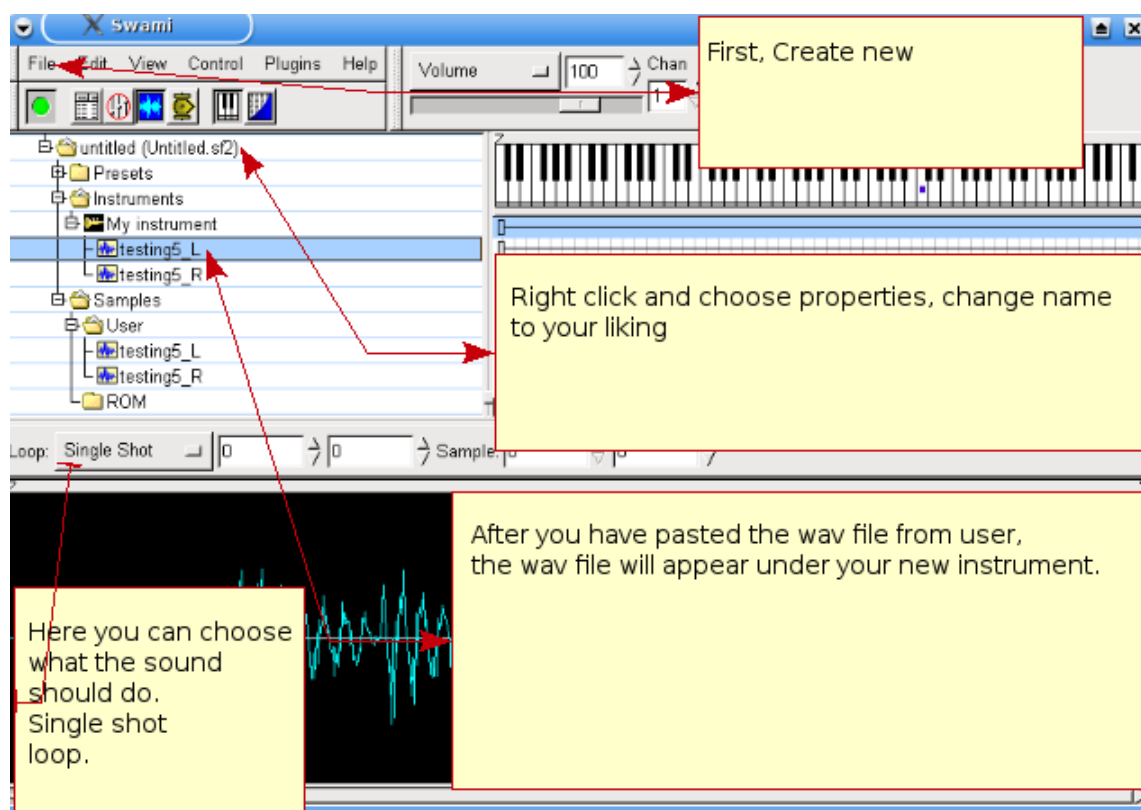 Swami
First, Create new
File Edit View Control Plugins Help
Volume 100 Chan
1
untitled (Untitled.sf2)
Presets
Instruments
My instrument
testing5_L
testing5_R
Samples
User
testing5_L
testing5_R
ROM
Right click and choose properties, change name
to your liking
Loop: Single Shot 0 0 Sample: 0 0
After you have pasted the wav file from user,
the wav file will appear under your new instrument.
Here you can choose
what the sound
should do.
Single shot
loop.